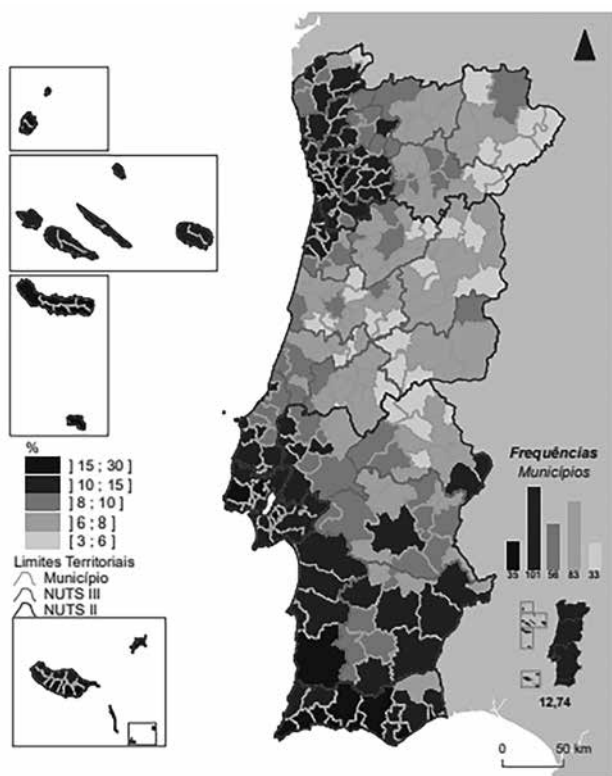 %
] 15 ; 30 ]
] 10 ; 15 ]
] 8 ; 10 ]
] 6 ; 8 ]
[ 3 ; 6 ]
Limites Territoriais
Município
NUTS III
NUTS II
Frequências
Municípios
35 101 56 83 33
12,74
0 50 km